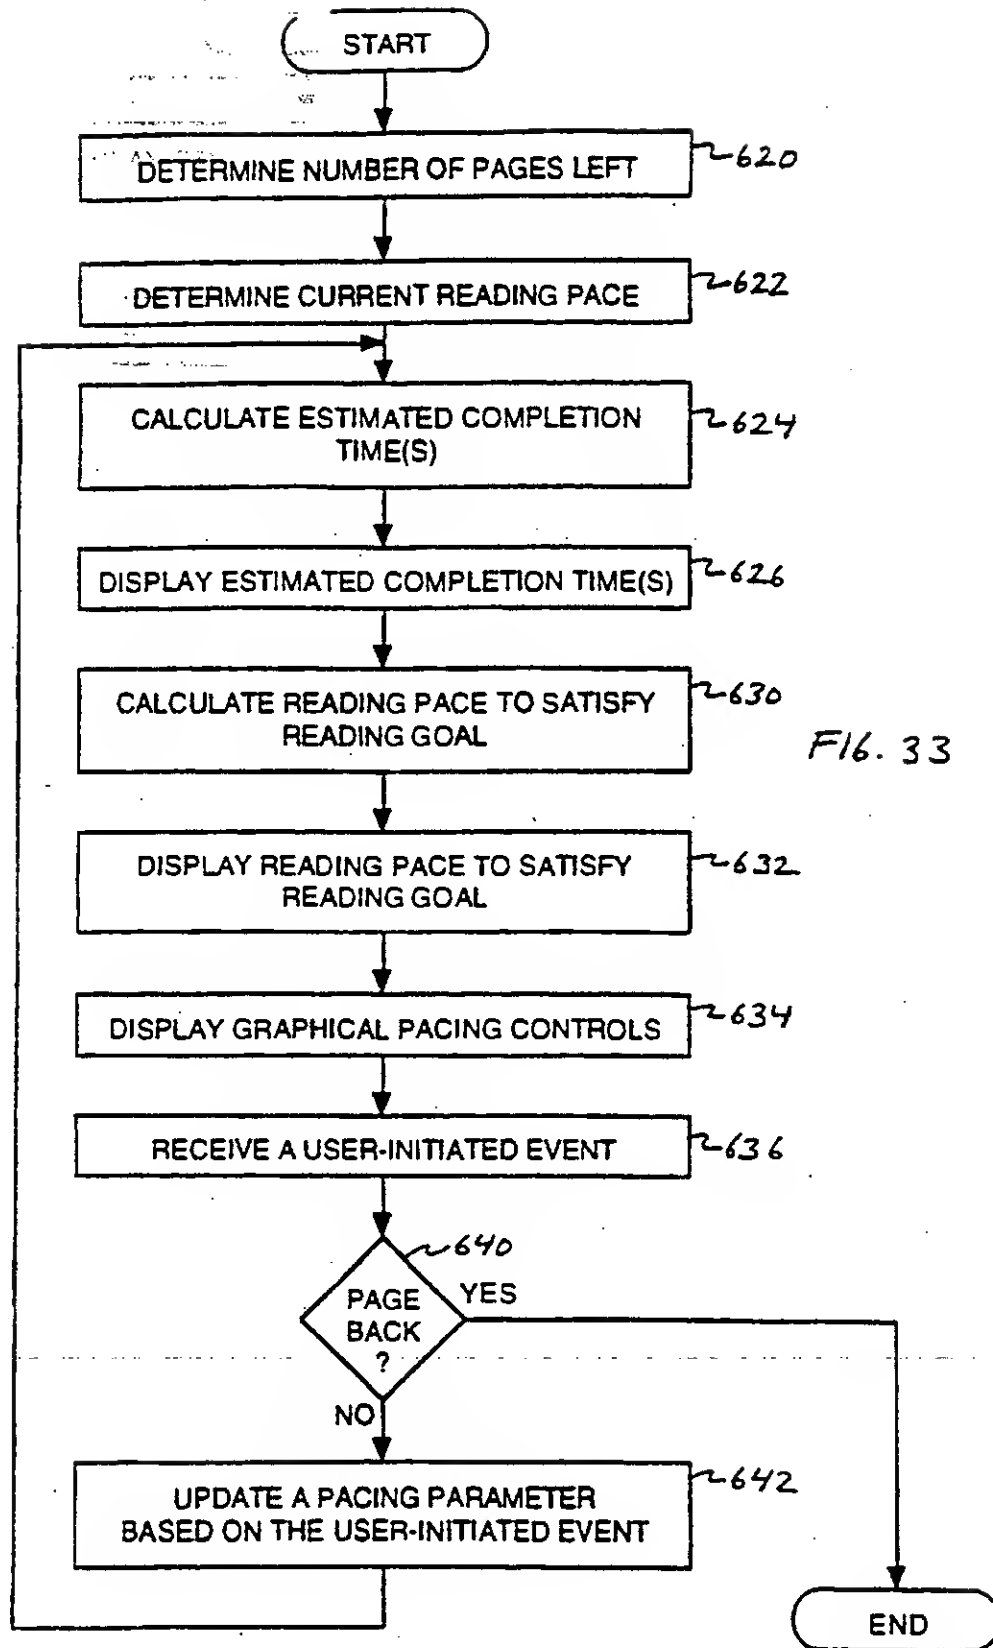 START
DETERMINE NUMBER OF PAGES LEFT
620
DETERMINE CURRENT READING PACE
622
CALCULATE ESTIMATED COMPLETION
TIME(S)
624
DISPLAY ESTIMATED COMPLETION TIME(S)
626
CALCULATE READING PACE TO SATISFY
READING GOAL
630
FIG. 33
DISPLAY READING PACE TO SATISFY
READING GOAL
632
DISPLAY GRAPHICAL PACING CONTROLS
634
RECEIVE A USER-INITIATED EVENT
636
640
PAGE
BACK
?
YES
NO
UPDATE A PACING PARAMETER
BASED ON THE USER-INITIATED EVENT
642
END